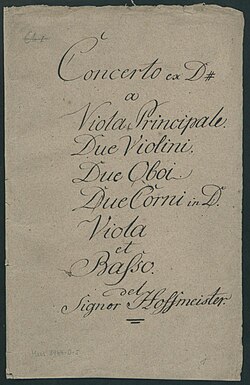 Concerto ex D#
a
Viola Principale.
Due Violini.
Due Oboi
Due Corni in D.
Viola
et
Basso.
del
Signor Hoffmeister.